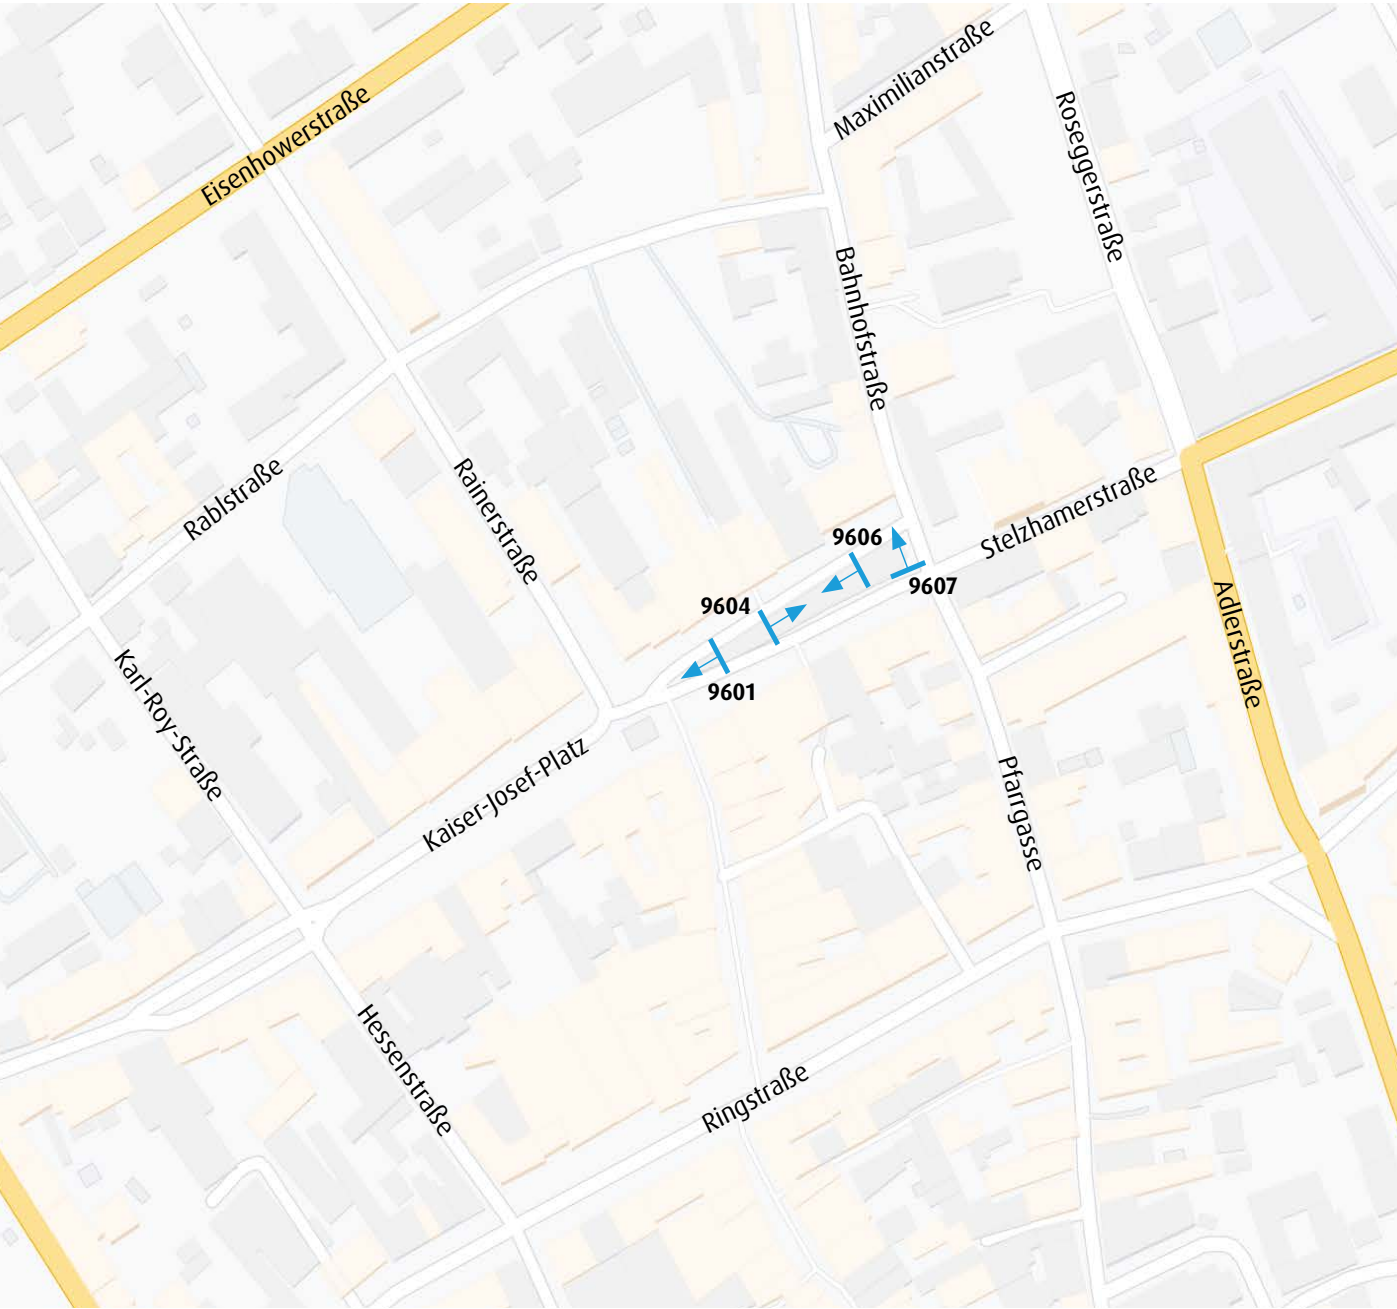 Maximilianstraße
Eisenhowerstraße
Roseggerstraße
Bahnhofstraße
Rablstraße
Rainerstraße
Stelzhamerstraße
9606
9607
9604
9601
Adlerstraße
Karl-Roy-Straße
Kaiser-Josef-Platz
Pfarrgasse
Hessenstraße
Ringstraße